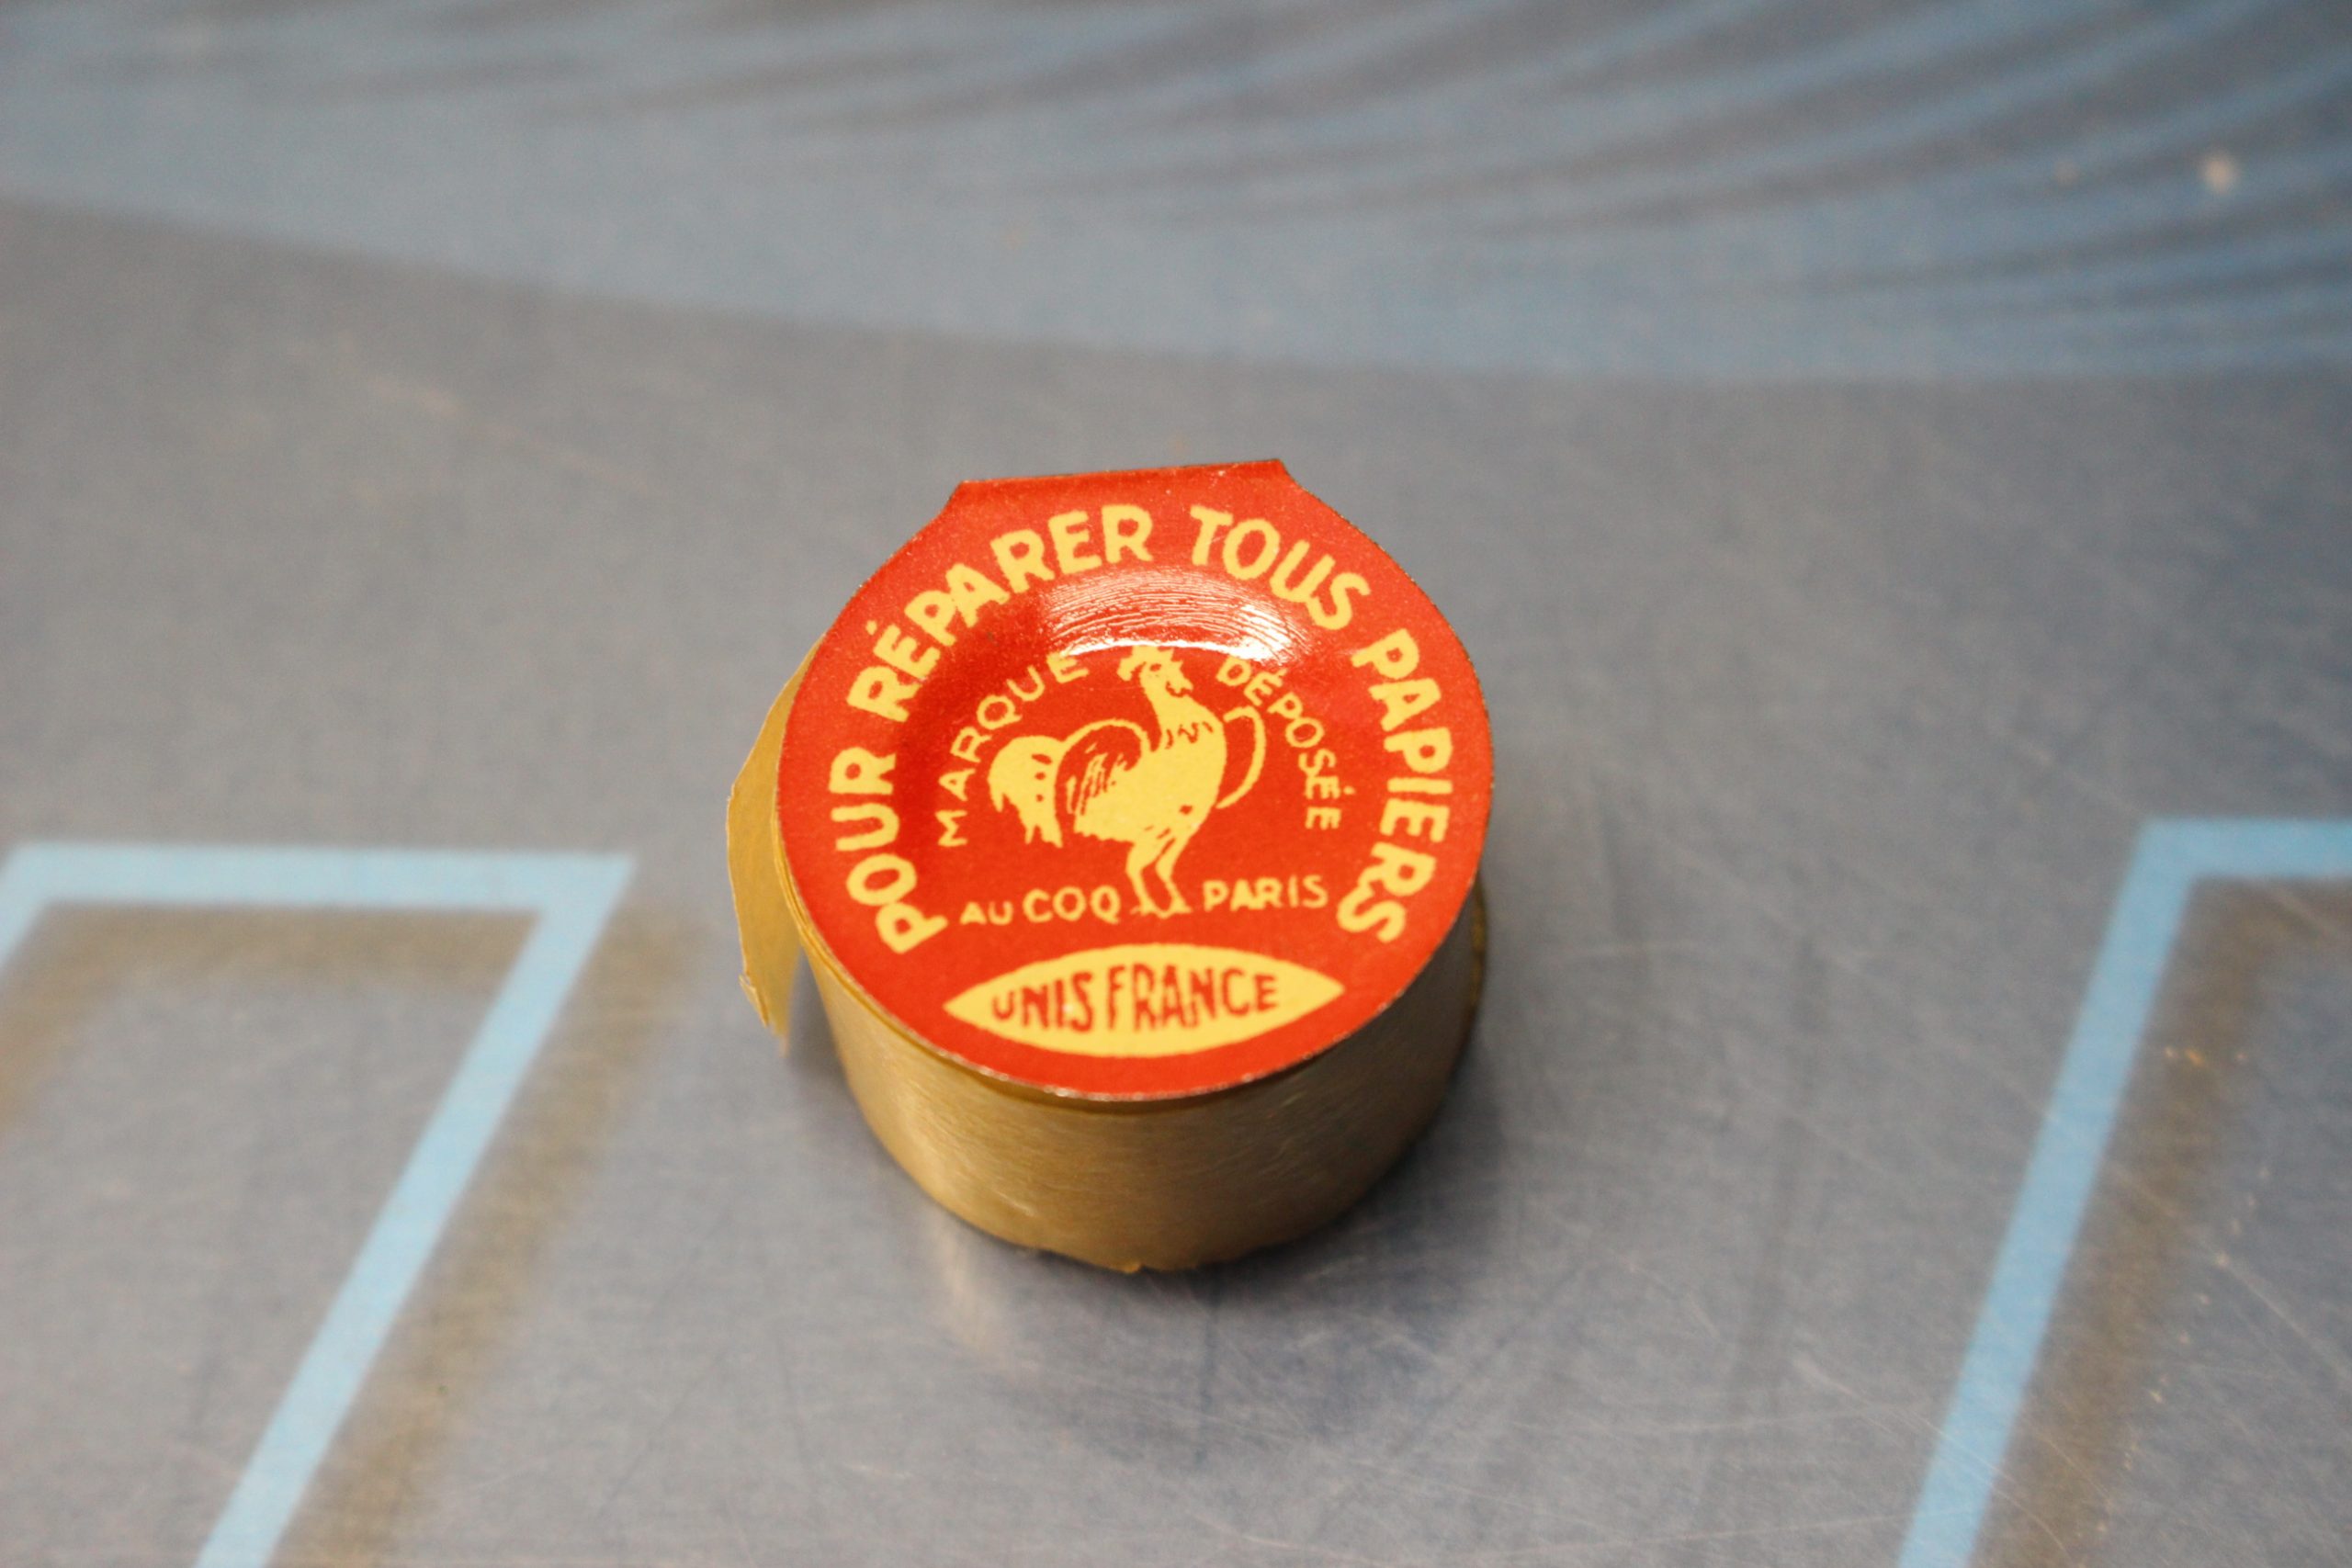 POUR RÉPARER TOUS PAPIERS
MARQUE DÉPOSÉE
AU COQ PARIS
UNIS FRANCE